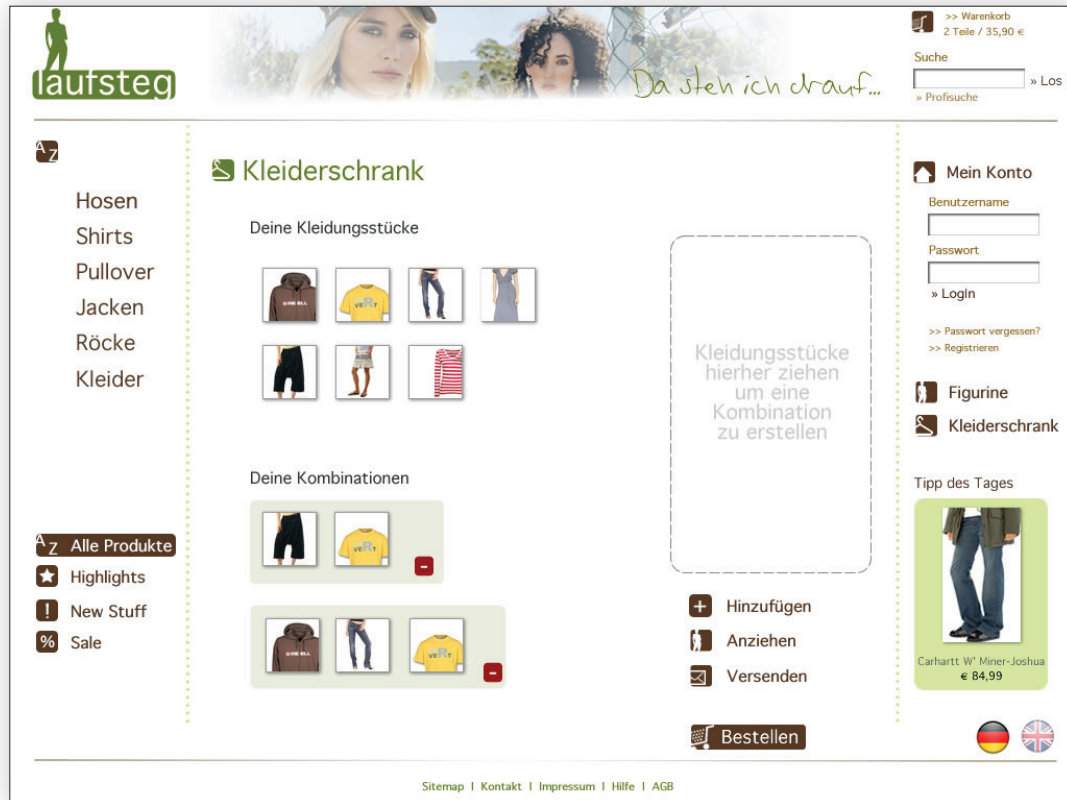 laufsteg
Da steh ich drauf...
>> Warenkorb
2 Teile / 35,90 €
Suche
» Los
» Profisuche
A Z
Hosen
Shirts
Pullover
Jacken
Röcke
Kleider
A Z Alle Produkte
Highlights
! New Stuff
% Sale
Kleiderschrank
Deine Kleidungsstücke
VERT
Deine Kombinationen
VERT
-
VERT
-
Kleidungsstücke
hierher ziehen
um eine
Kombination
zu erstellen
+ Hinzufügen
Anziehen
Versenden
Bestellen
Mein Konto
Benutzername
Passwort
» LogIn
>> Passwort vergessen?
>> Registrieren
Figurine
Kleiderschrank
Tipp des Tages
Carhartt W' Miner-Joshua
€ 84,99
Sitemap I Kontakt I Impressum I Hilfe I AGB